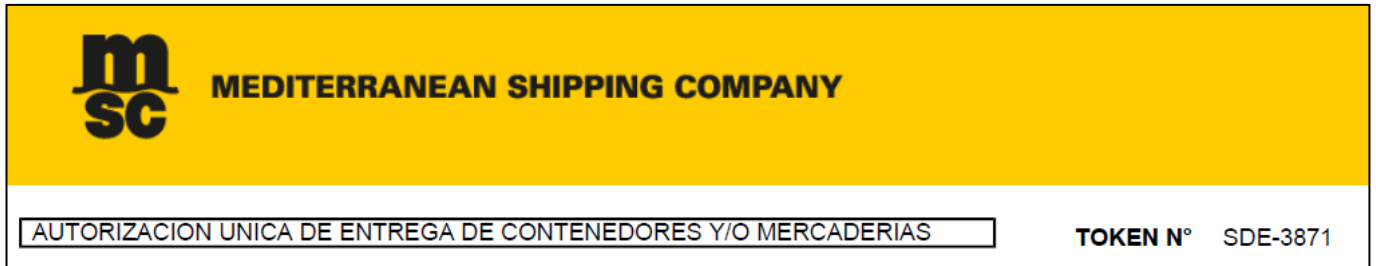 msc
MEDITERRANEAN SHIPPING COMPANY
AUTORIZACION UNICA DE ENTREGA DE CONTENEDORES Y/O MERCADERIAS TOKEN N° SDE-3871